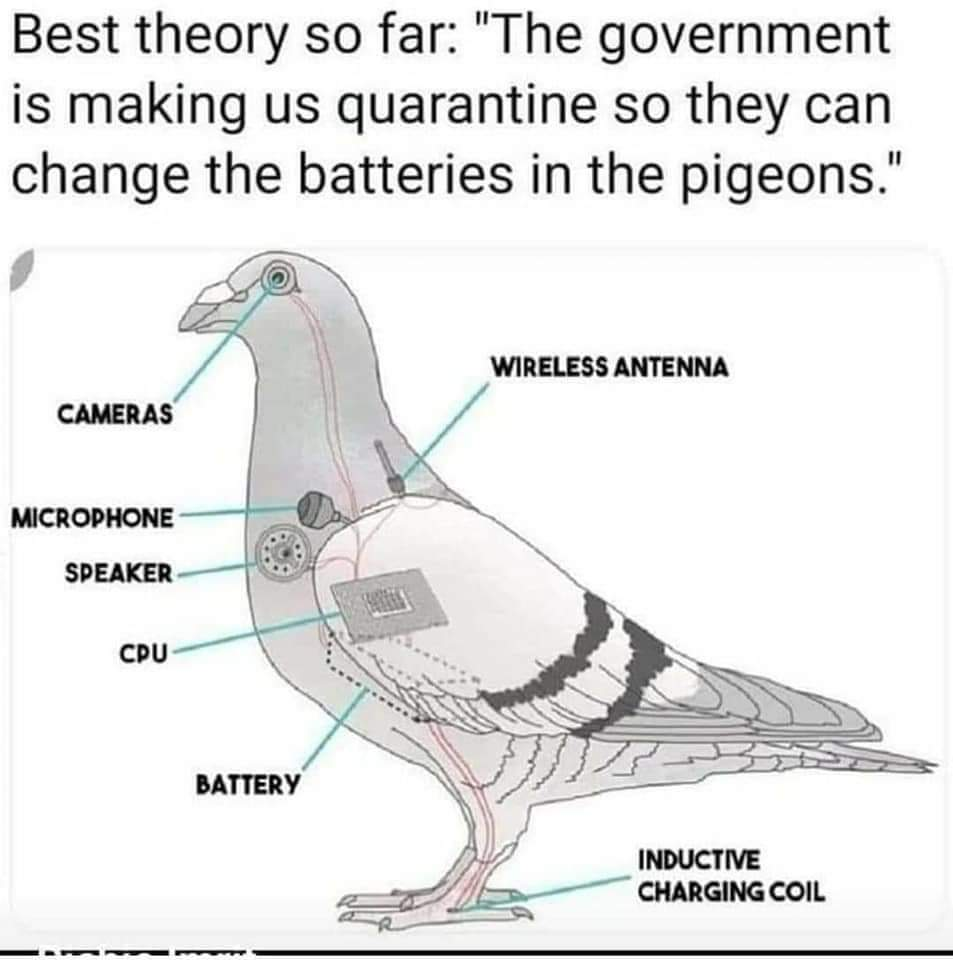 Best theory so far: "The government
is making us quarantine so they can
change the batteries in the pigeons."
WIRELESS ANTENNA
CAMERAS
MICROPHONE
SPEAKER
CPU
BATTERY
INDUCTIVE
CHARGING COIL